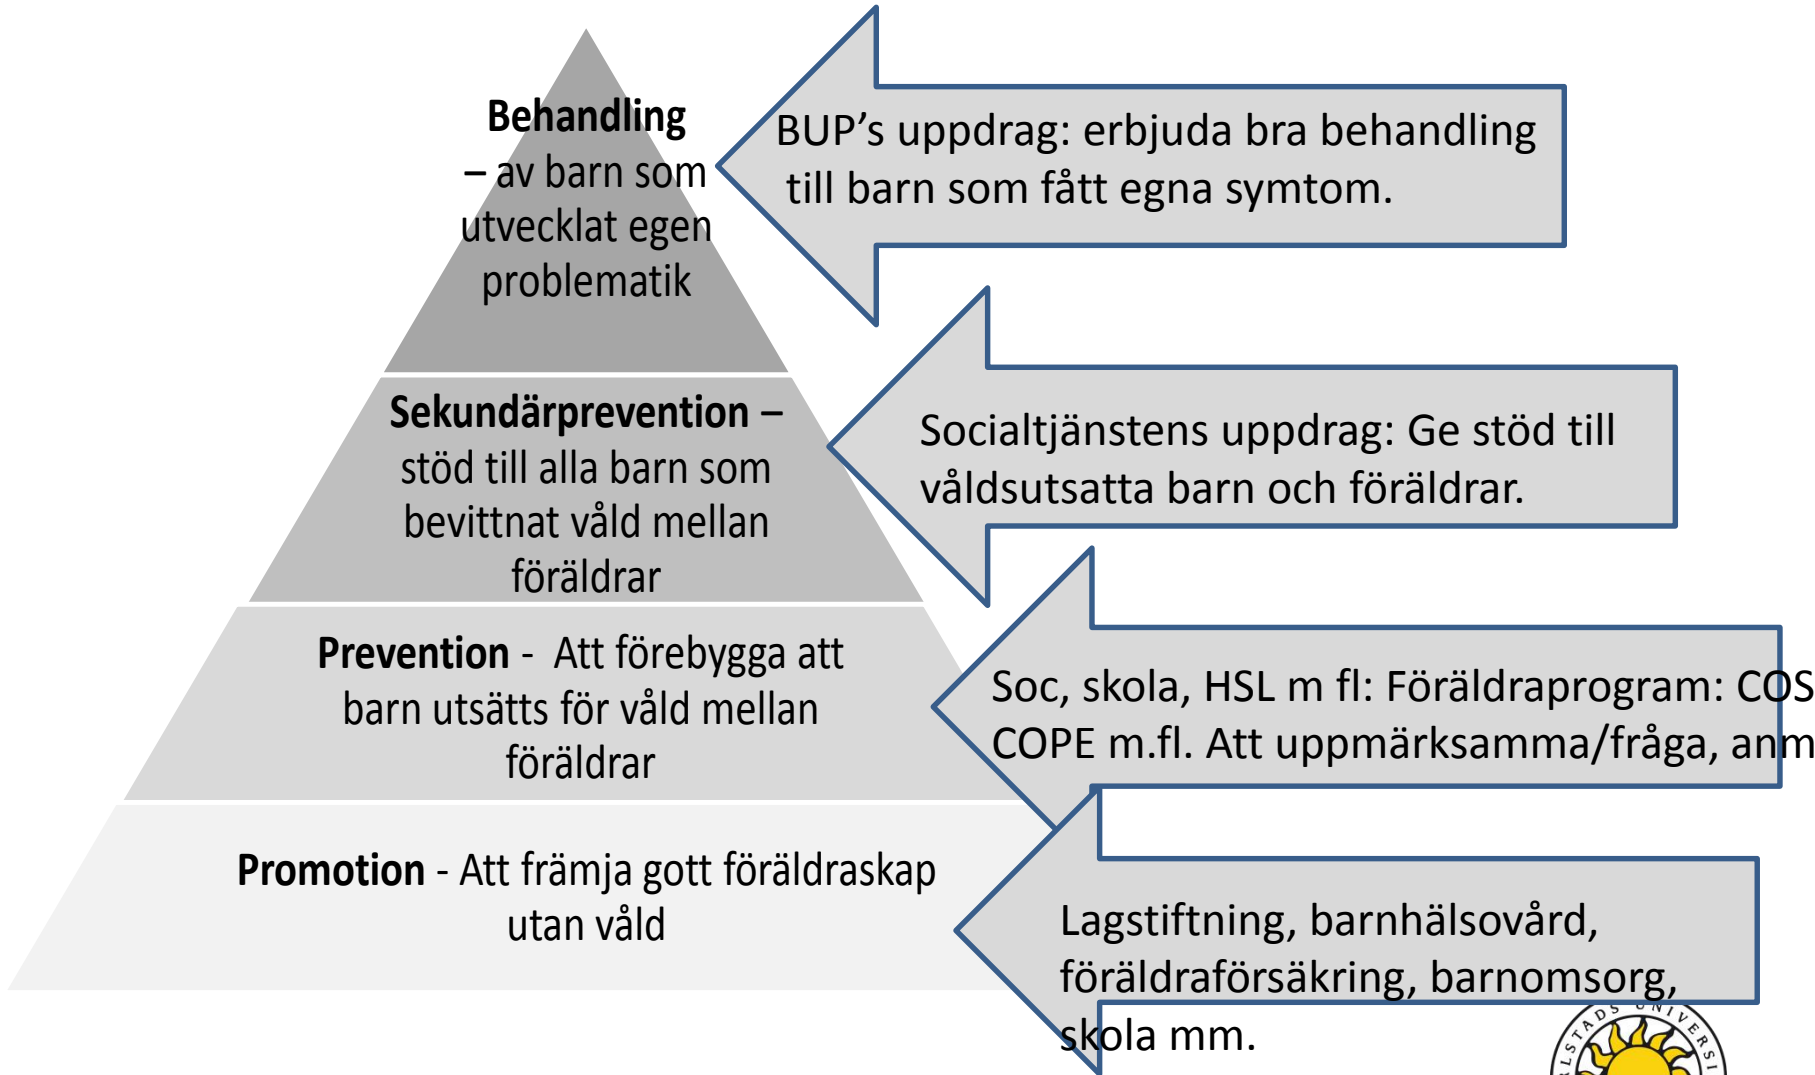 Behandling
– av barn som
utvecklat egen
problematik
BUP’s uppdrag: erbjuda bra behandling
till barn som fått egna symtom.
Sekundärprevention –
stöd till alla barn som
bevittnat våld mellan
föräldrar
Socialtjänstens uppdrag: Ge stöd till
våldsutsatta barn och föräldrar.
Prevention - Att förebygga att
barn utsätts för våld mellan
föräldrar
Soc, skola, HSL m fl: Föräldraprogram: COS
COPE m.fl. Att uppmärksamma/fråga, anm
Promotion - Att främja gott föräldraskap
utan våld
Lagstiftning, barnhälsovård,
föräldraförsäkring, barnomsorg,
skola mm.
RLSTADS UNIVERSI